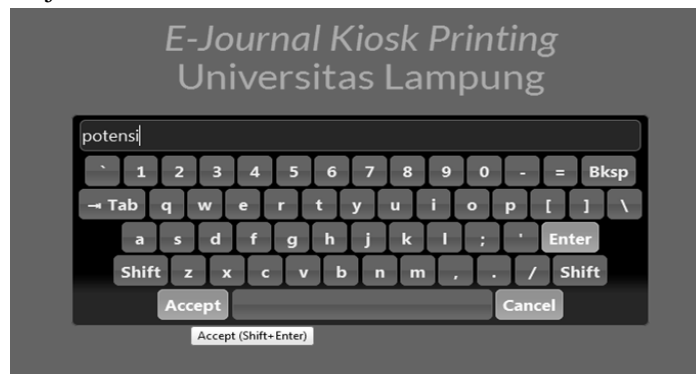 E-Journal Kiosk Printing
Universitas Lampung
potensi
` 1 2 3 4 5 6 7 8 9 0 - = Bksp
⇥ Tab q w e r t y u i o p [ ] \
a s d f g h j k l ; ' Enter
Shift z x c v b n m , . / Shift
Accept Cancel
Accept (Shift+Enter)